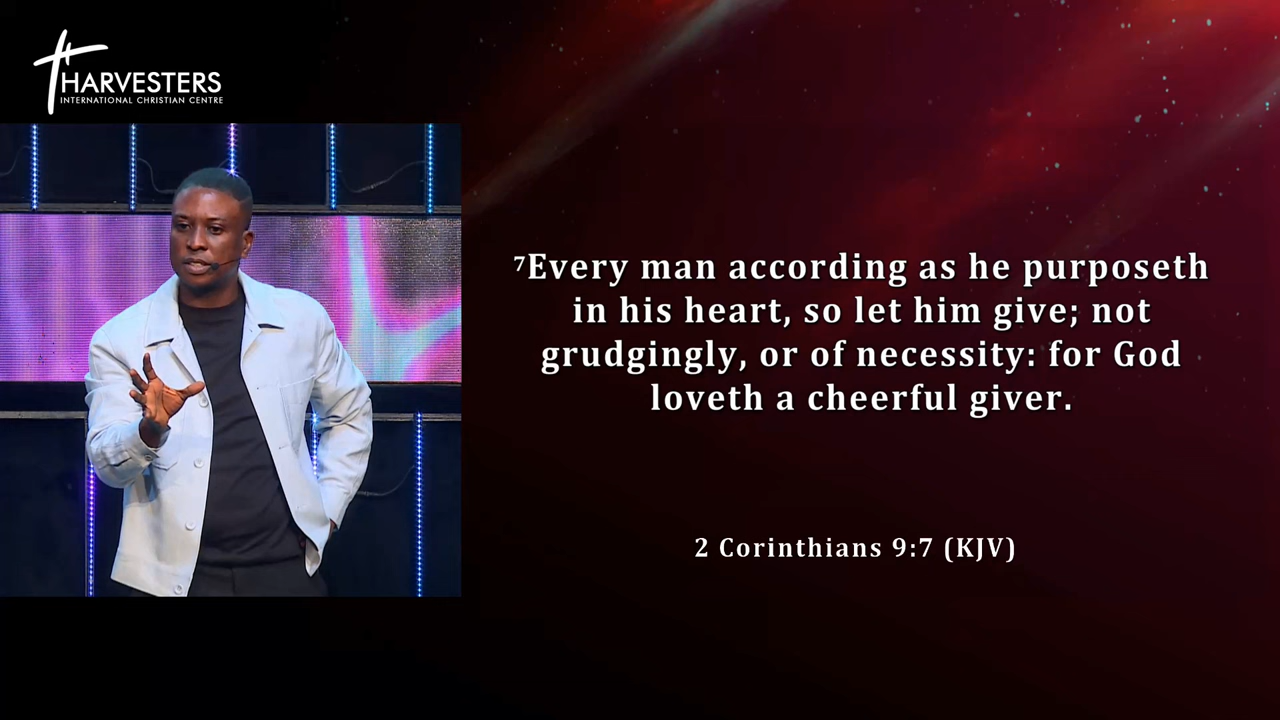 HARVESTERS
INTERNATIONAL CHRISTIAN CENTRE
⁷Every man according as he purposeth
in his heart, so let him give; not
grudgingly, or of necessity: for God
loveth a cheerful giver.
2 Corinthians 9:7 (KJV)